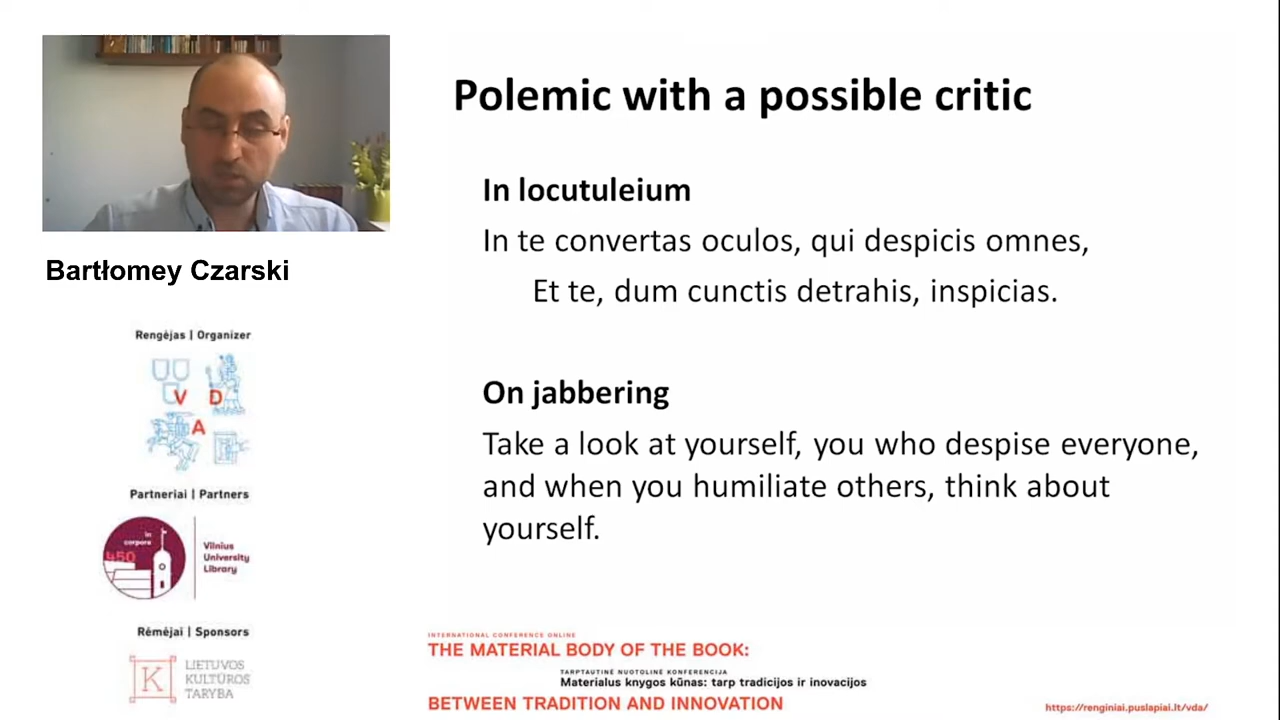 Polemic with a possible critic
In locutuleium
In te convertas oculos, qui despicis omnes,
Et te, dum cunctis detrahis, inspicias.
On jabbering
Take a look at yourself, you who despise everyone,
and when you humiliate others, think about
yourself.
Bartłomey Czarski
Rengėjas | Organizer
V D
A
Partneriai | Partners
in
corpore
450
Vilnius
University
Library
Rėmėjai | Sponsors
K
LIETUVOS
KULTŪROS
TARYBA
INTERNATIONAL CONFERENCE ONLINE
THE MATERIAL BODY OF THE BOOK:
TARPTAUTINĖ NUOTOLINĖ KONFERENCIJA
Materialus knygos kūnas: tarp tradicijos ir inovacijos
BETWEEN TRADITION AND INNOVATION
https://renginiai.puslapiai.lt/vda/